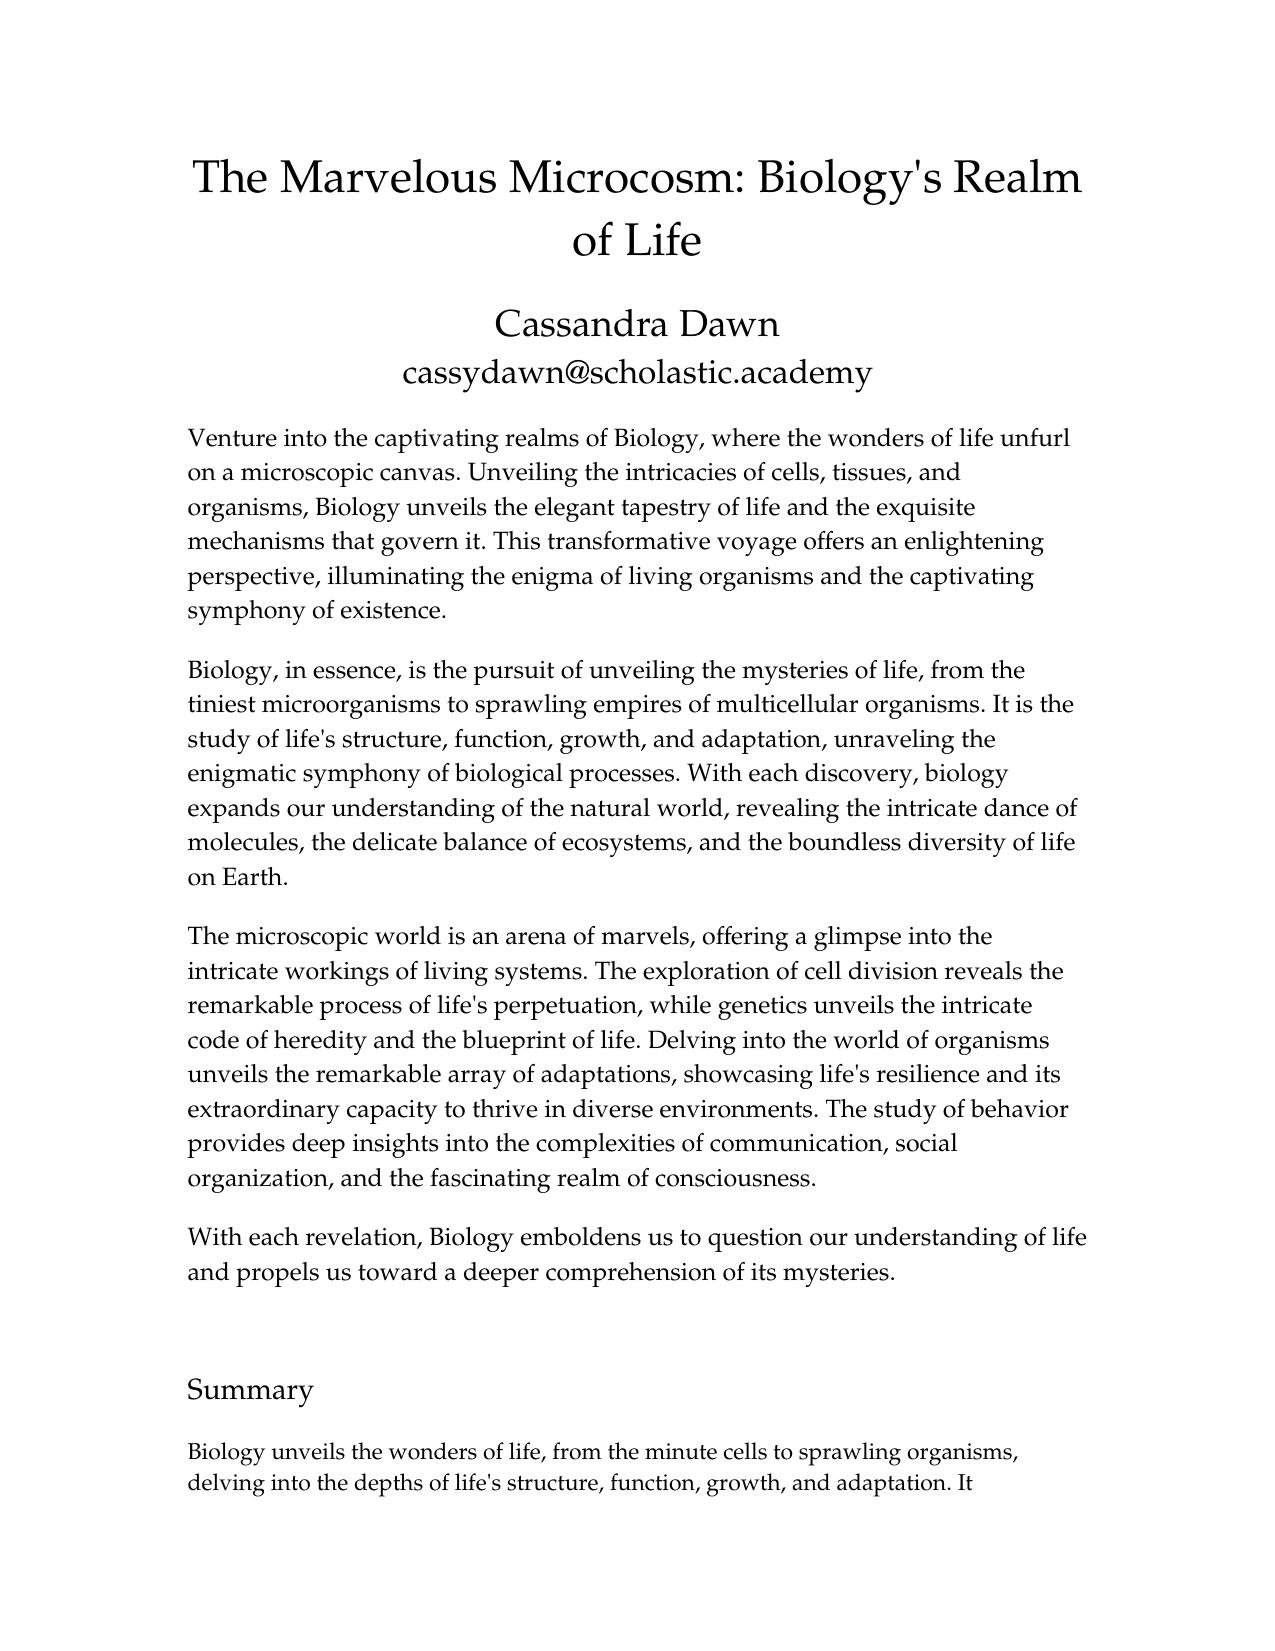 The Marvelous Microcosm: Biology's Realm
of Life
Cassandra Dawn
cassydawn@scholastic.academy
Venture into the captivating realms of Biology, where the wonders of life unfurl
on a microscopic canvas. Unveiling the intricacies of cells, tissues, and
organisms, Biology unveils the elegant tapestry of life and the exquisite
mechanisms that govern it. This transformative voyage offers an enlightening
perspective, illuminating the enigma of living organisms and the captivating
symphony of existence.
Biology, in essence, is the pursuit of unveiling the mysteries of life, from the
tiniest microorganisms to sprawling empires of multicellular organisms. It is the
study of life's structure, function, growth, and adaptation, unraveling the
enigmatic symphony of biological processes. With each discovery, biology
expands our understanding of the natural world, revealing the intricate dance of
molecules, the delicate balance of ecosystems, and the boundless diversity of life
on Earth.
The microscopic world is an arena of marvels, offering a glimpse into the
intricate workings of living systems. The exploration of cell division reveals the
remarkable process of life's perpetuation, while genetics unveils the intricate
code of heredity and the blueprint of life. Delving into the world of organisms
unveils the remarkable array of adaptations, showcasing life's resilience and its
extraordinary capacity to thrive in diverse environments. The study of behavior
provides deep insights into the complexities of communication, social
organization, and the fascinating realm of consciousness.
With each revelation, Biology emboldens us to question our understanding of life
and propels us toward a deeper comprehension of its mysteries.
Summary
Biology unveils the wonders of life, from the minute cells to sprawling organisms,
delving into the depths of life's structure, function, growth, and adaptation. It